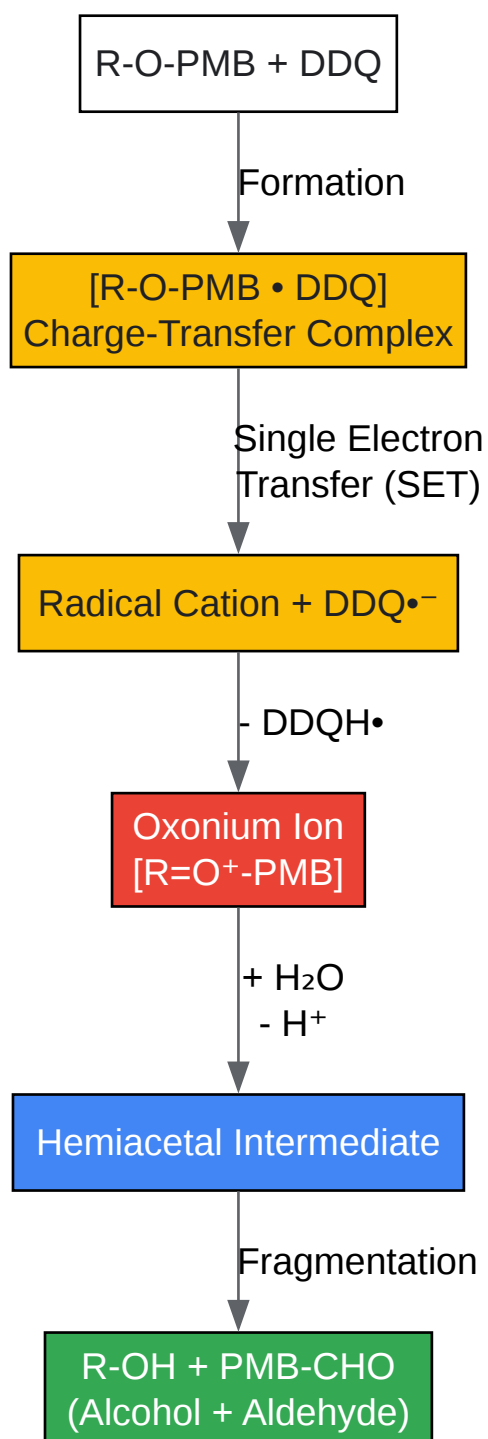 R-O-PMB + DDQ
Formation
[R-O-PMB • DDQ]
Charge-Transfer Complex
Single Electron
Transfer (SET)
Radical Cation + DDQ•⁻
- DDQH•
Oxonium Ion
[R=O⁺-PMB]
+ H₂O
- H⁺
Hemiacetal Intermediate
Fragmentation
R-OH + PMB-CHO
(Alcohol + Aldehyde)